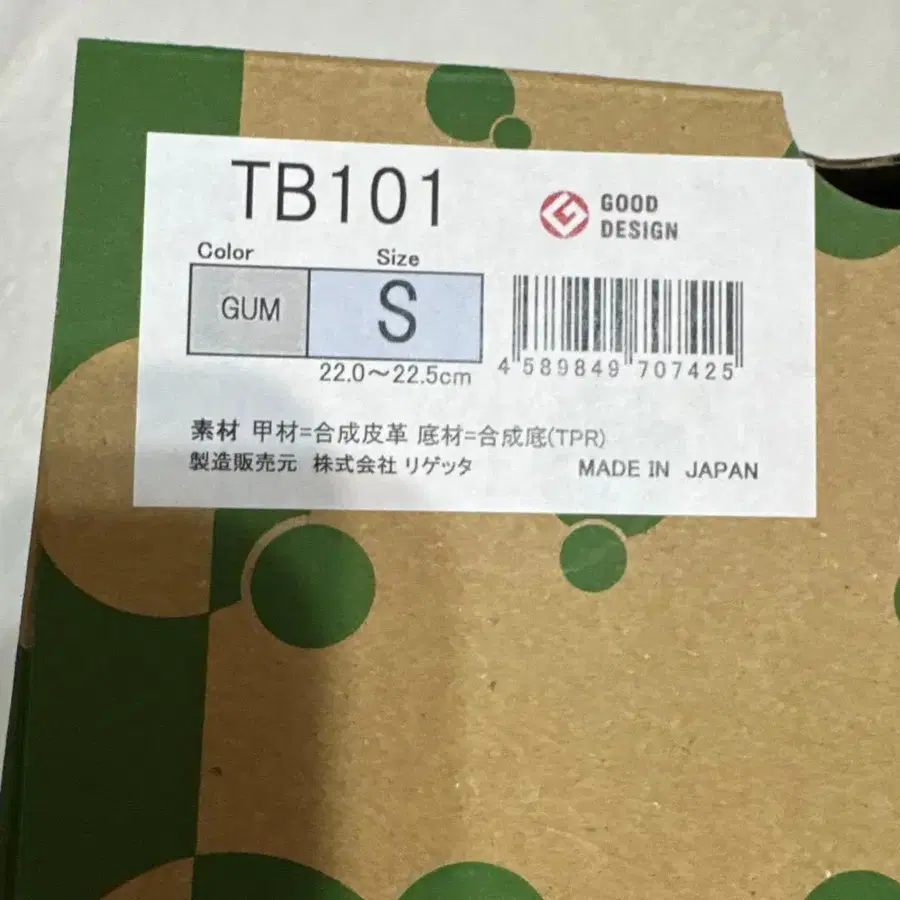 TB101
GOOD
DESIGN
Color
Size
GUM
S
22.0～22.5cm
4 589849 707425
素材 甲材=合成皮革 底材=合成底(TPR)
製造販売元 株式会社 リゲッタ
MADE IN JAPAN